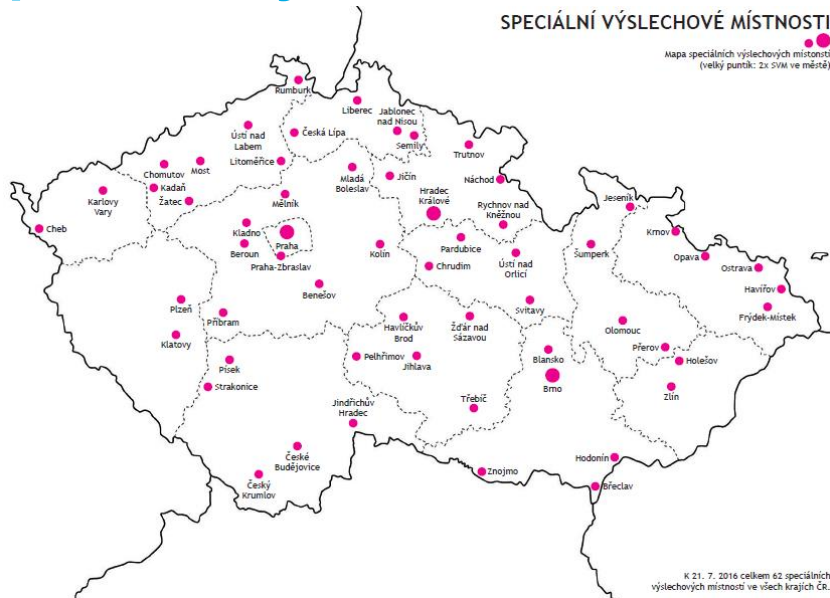 SPECIÁLNÍ VÝSLECHOVÉ MÍSTNOSTI
Mapa speciálních výslechových místonstí
(velký puntík: 2x SVM ve městě)
Rumburk
Liberec
Jablonec
nad Nisou
Semily
Ústí nad
Labem
Česká Lípa
Trutnov
Chomutov
Most
Litoměřice
Kadaň
Žatec
Mladá
Boleslav
Jičín
Náchod
Karlovy
Vary
Mělník
Hradec
Králové
Rychnov nad
Kněžnou
Jeseník
Cheb
Kladno
Beroun
Praha
Praha-Zbraslav
Kolín
Pardubice
Chrudim
Ústí nad
Orlicí
Šumperk
Krnov
Opava
Ostrava
Havířov
Frýdek-Místek
Benešov
Plzeň
Příbram
Svitavy
Klatovy
Havlíčkův
Brod
Žďár nad
Sázavou
Olomouc
Přerov
Holešov
Písek
Pelhřimov
Jihlava
Blansko
Brno
Zlín
Strakonice
Jindřichův
Hradec
Třebíč
České
Budějovice
Český
Krumlov
Znojmo
Hodonín
Břeclav
K 21. 7. 2016 celkem 62 speciálních
výslechových místností ve všech krajích ČR.